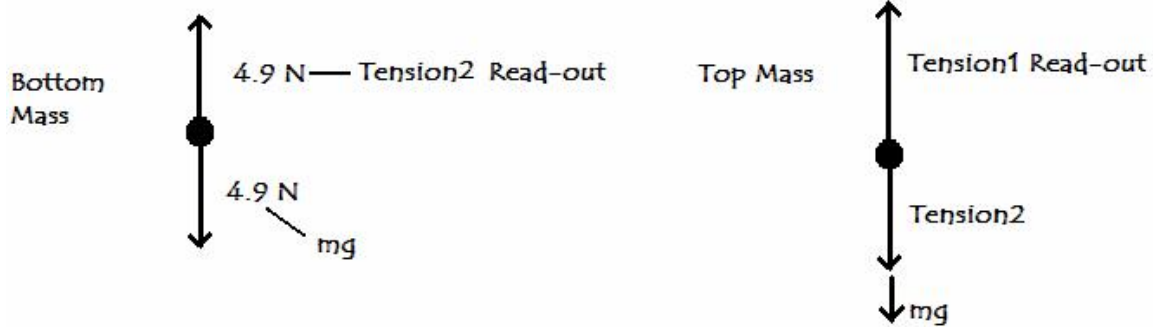 Bottom
Mass
4.9 N
Tension2 Read-out
4.9 N
mg
Top Mass
Tension1 Read-out
Tension2
mg